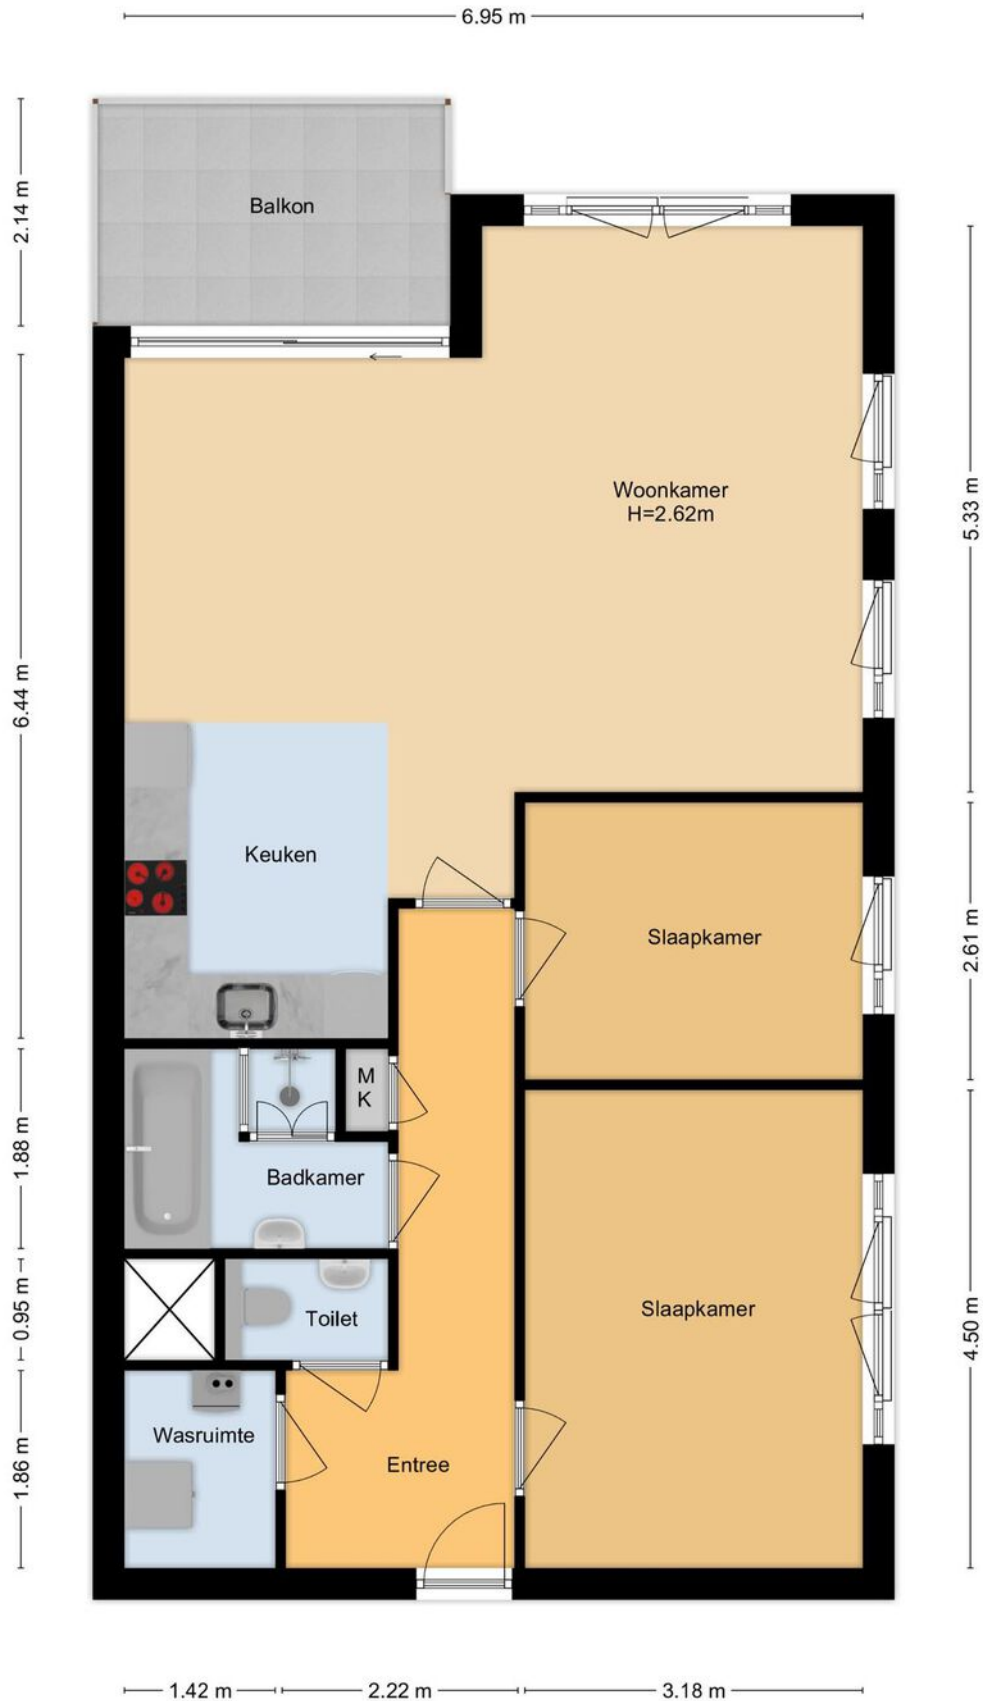 6.95 m
2.14 m
Balkon
5.33 m
Woonkamer
H=2.62m
6.44 m
Keuken
Slaapkamer
2.61 m
M
K
1.88 m
Badkamer
0.95 m
Toilet
Slaapkamer
4.50 m
1.86 m
Wasruimte
Entree
1.42 m
2.22 m
3.18 m